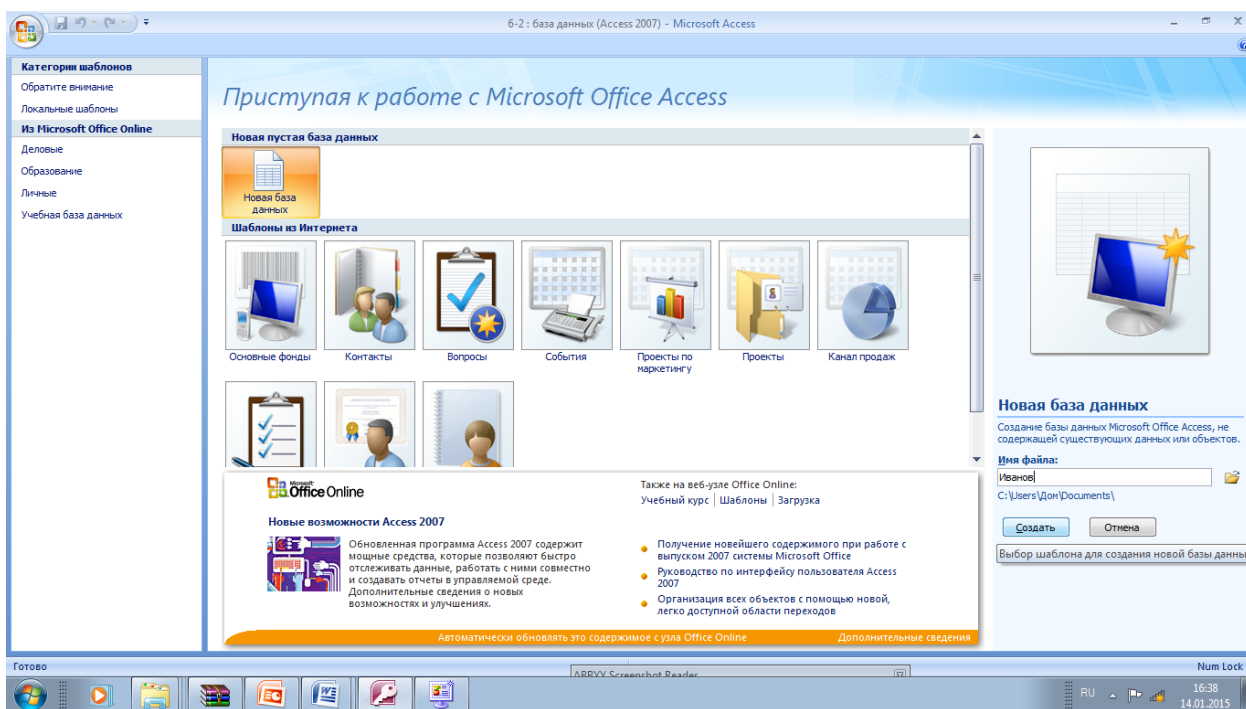 6-2 : база данных (Access 2007) - Microsoft Access
Категории шаблонов
Обратите внимание
Локальные шаблоны
Из Microsoft Office Online
Деловые
Образование
Личные
Учебная база данных
Приступая к работе с Microsoft Office Access
Новая пустая база данных
Новая база
данных
Шаблоны из Интернета
Основные фонды
Контакты
Вопросы
События
Проекты по
маркетингу
Проекты
Канал продаж
Microsoft
Office Online
Новые возможности Access 2007
Обновленная программа Access 2007 содержит
мощные средства, которые позволяют быстро
отслеживать данные, работать с ними совместно
и создавать отчеты в управляемой среде.
Дополнительные сведения о новых
возможностях и улучшениях.
Также на веб-узле Office Online:
Учебный курс | Шаблоны | Загрузка
Получение новейшего содержимого при работе с
выпуском 2007 системы Microsoft Office
Руководство по интерфейсу пользователя Access
2007
Организация всех объектов с помощью новой,
легко доступной области переходов
Автоматически обновлять это содержимое с узла Office Online
Дополнительные сведения
Новая база данных
Создание базы данных Microsoft Office Access, не
содержащей существующих данных или объектов.
Имя файла:
Иванов
C:\Users\Дом\Documents\
Создать
Отмена
Выбор шаблона для создания новой базы данны
Готово
Num Lock
ABBYY Screenshot Reader
RU
16:38
14.01.2015